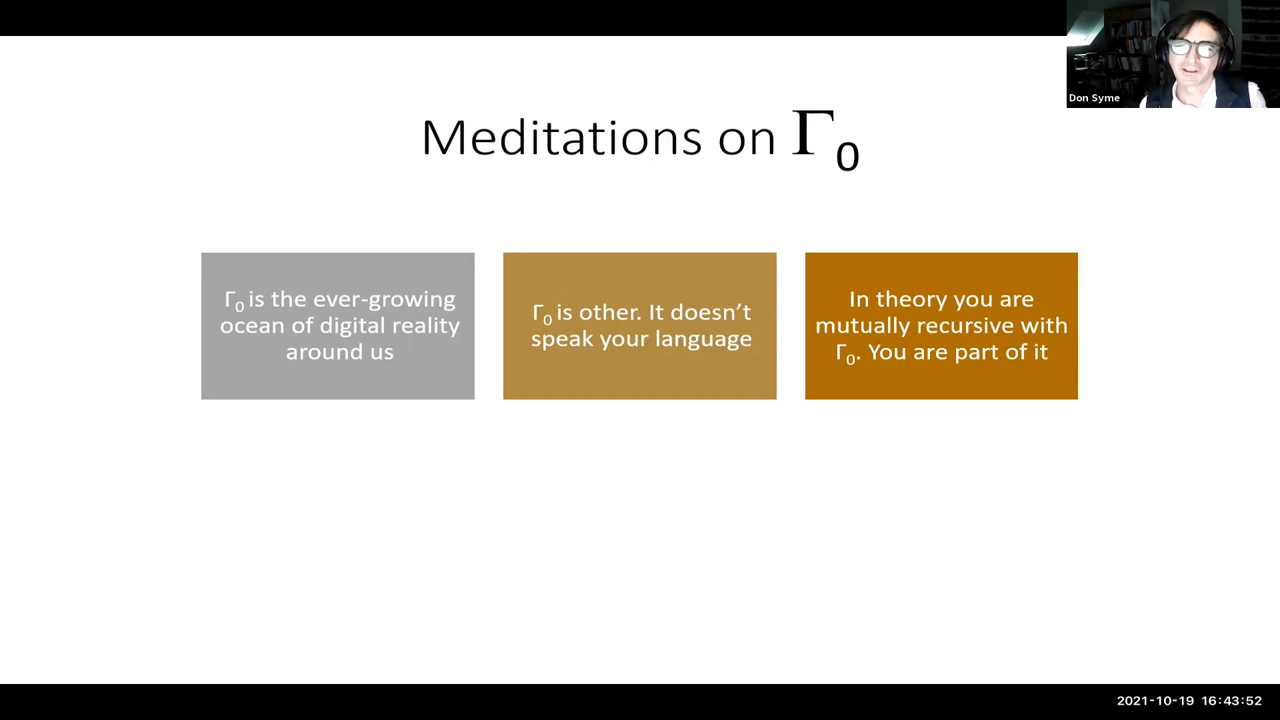 Don Syme
Meditations on Γ₀
Γ₀ is the ever-growing
ocean of digital reality
around us
Γ₀ is other. It doesn’t
speak your language
In theory you are
mutually recursive with
Γ₀. You are part of it
2021-10-19 16:43:52